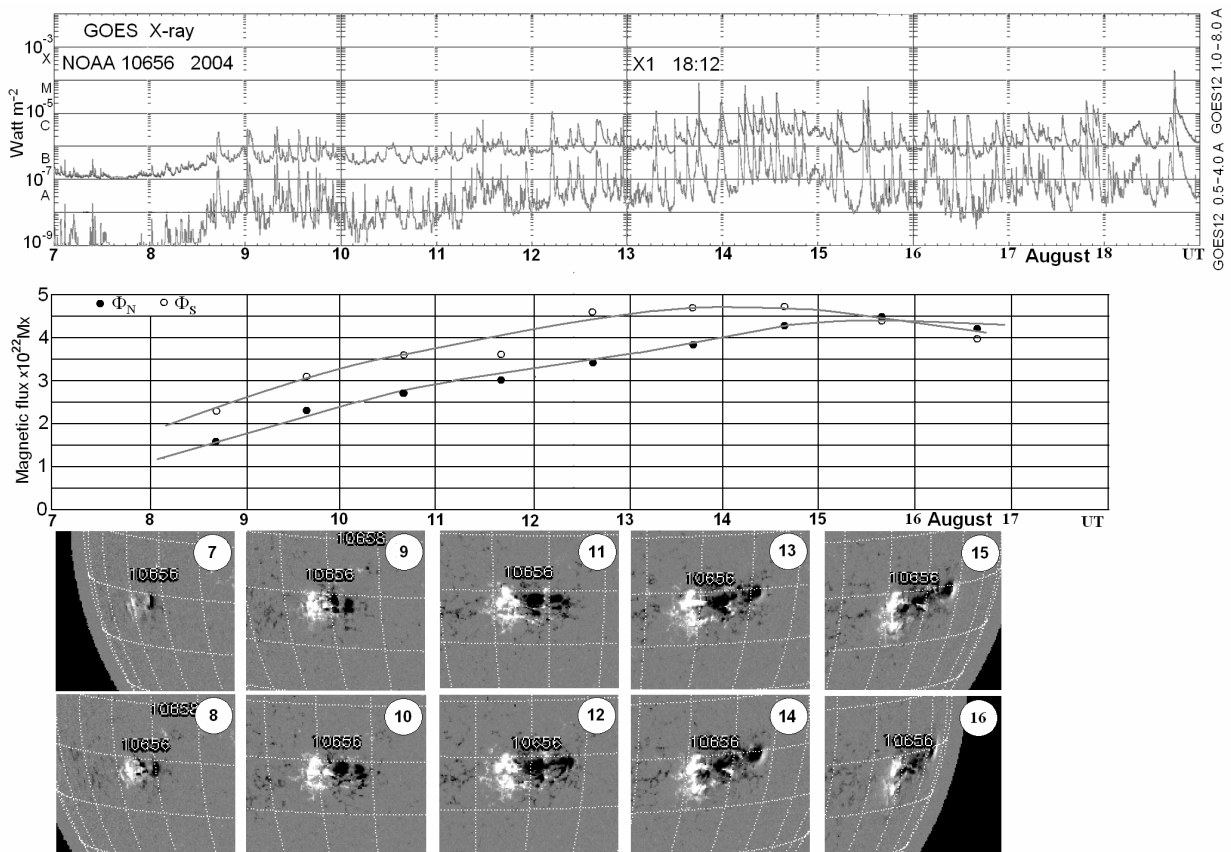 GOES X-ray
NOAA 10656 2004
X1 18:12
10⁻³
X
M
10⁻⁵
C
B
10⁻⁷
A
10⁻⁹
Watt m⁻²
GOES12 0.5–4.0 A GOES12 1.0–8.0 A
7 8 9 10 11 12 13 14 15 16 17 August 18 UT
Φ_N Φ_S
5
4
3
2
1
0
Magnetic flux x10²²Mx
7 8 9 10 11 12 13 14 15 16 August 17 UT
10656 7
10658 10656 9
10656 11
10656 13
10656 15
10658 10656 8
10656 10
10656 12
10656 14
10656 16